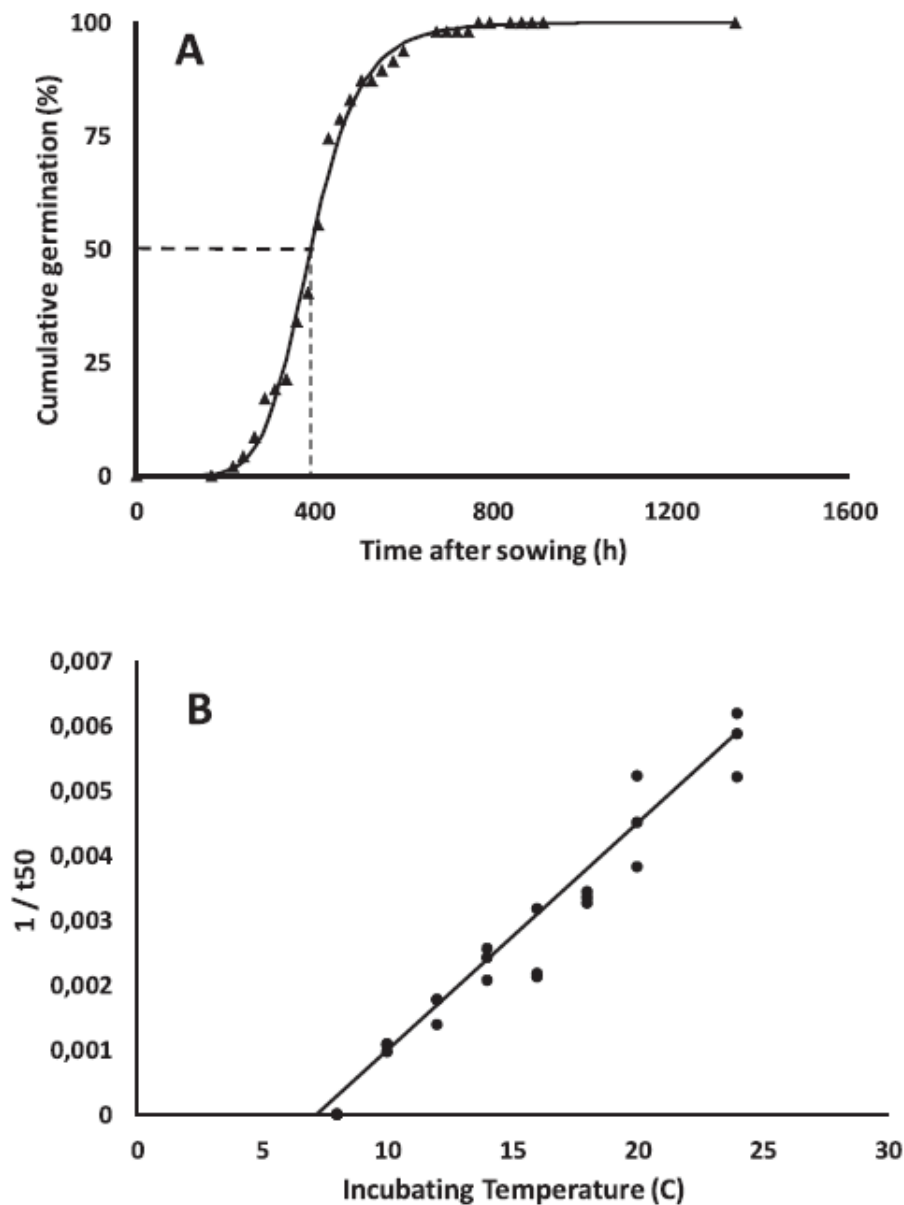 A
Cumulative germination (%)
100
75
50
25
0
0 400 800 1200 1600
Time after sowing (h)
B
1 / t50
0,007
0,006
0,005
0,004
0,003
0,002
0,001
0
0 5 10 15 20 25 30
Incubating Temperature (C)